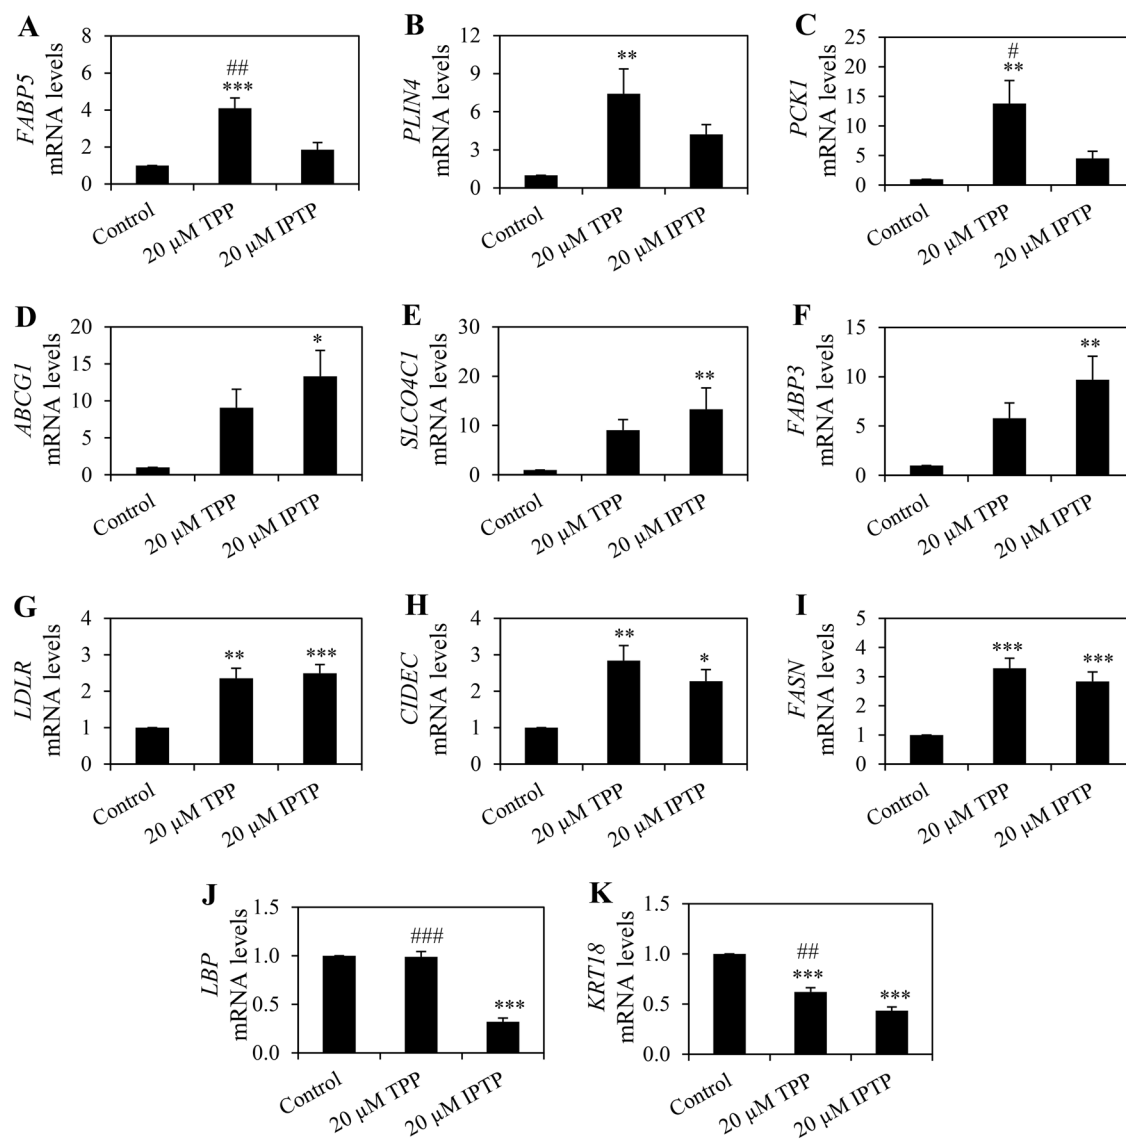 A
FABP5
mRNA levels
8
6
4
2
0
##
***
Control
20 µM TPP
20 µM IPTP
B
PLIN4
mRNA levels
12
9
6
3
0
**
Control
20 µM TPP
20 µM IPTP
C
PCK1
mRNA levels
25
20
15
10
5
0
#
**
Control
20 µM TPP
20 µM IPTP
D
ABCG1
mRNA levels
20
15
10
5
0
*
Control
20 µM TPP
20 µM IPTP
E
SLCO4C1
mRNA levels
30
20
10
0
**
Control
20 µM TPP
20 µM IPTP
F
FABP3
mRNA levels
15
10
5
0
**
Control
20 µM TPP
20 µM IPTP
G
LDLR
mRNA levels
4
3
2
1
0
**
***
Control
20 µM TPP
20 µM IPTP
H
CIDEC
mRNA levels
4
3
2
1
0
**
*
Control
20 µM TPP
20 µM IPTP
I
FASN
mRNA levels
5
4
3
2
1
0
***
***
Control
20 µM TPP
20 µM IPTP
J
LBP
mRNA levels
1.5
1.0
0.5
0.0
###
***
Control
20 µM TPP
20 µM IPTP
K
KRT18
mRNA levels
1.5
1.0
0.5
0.0
##
***
***
Control
20 µM TPP
20 µM IPTP